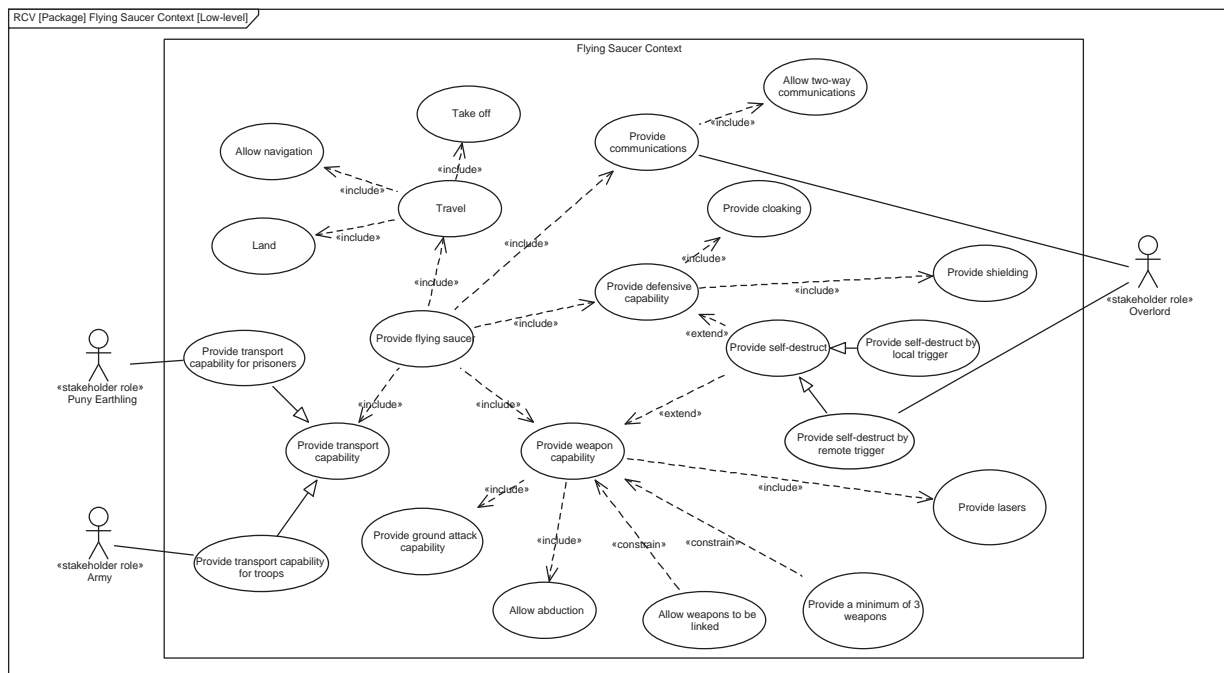 RCV [Package] Flying Saucer Context [Low-level]
Flying Saucer Context
Allow two-way
communications
«include»
Take off
Provide
communications
Allow navigation
«include»
«include»
Travel
Provide cloaking
Land
«include»
«include»
«include»
Provide shielding
«stakeholder role»
Overlord
Provide defensive
capability
«include»
«include»
«include»
Provide flying saucer
«extend»
Provide self-destruct
Provide self-destruct by
local trigger
Provide transport
capability for prisoners
«stakeholder role»
Puny Earthling
«include»
«include»
«extend»
Provide transport
capability
Provide weapon
capability
Provide self-destruct by
remote trigger
«include»
«include»
Provide lasers
Provide ground attack
capability
«include»
«constrain»
«constrain»
«stakeholder role»
Army
Provide transport capability
for troops
Allow abduction
Allow weapons to be
linked
Provide a minimum of 3
weapons